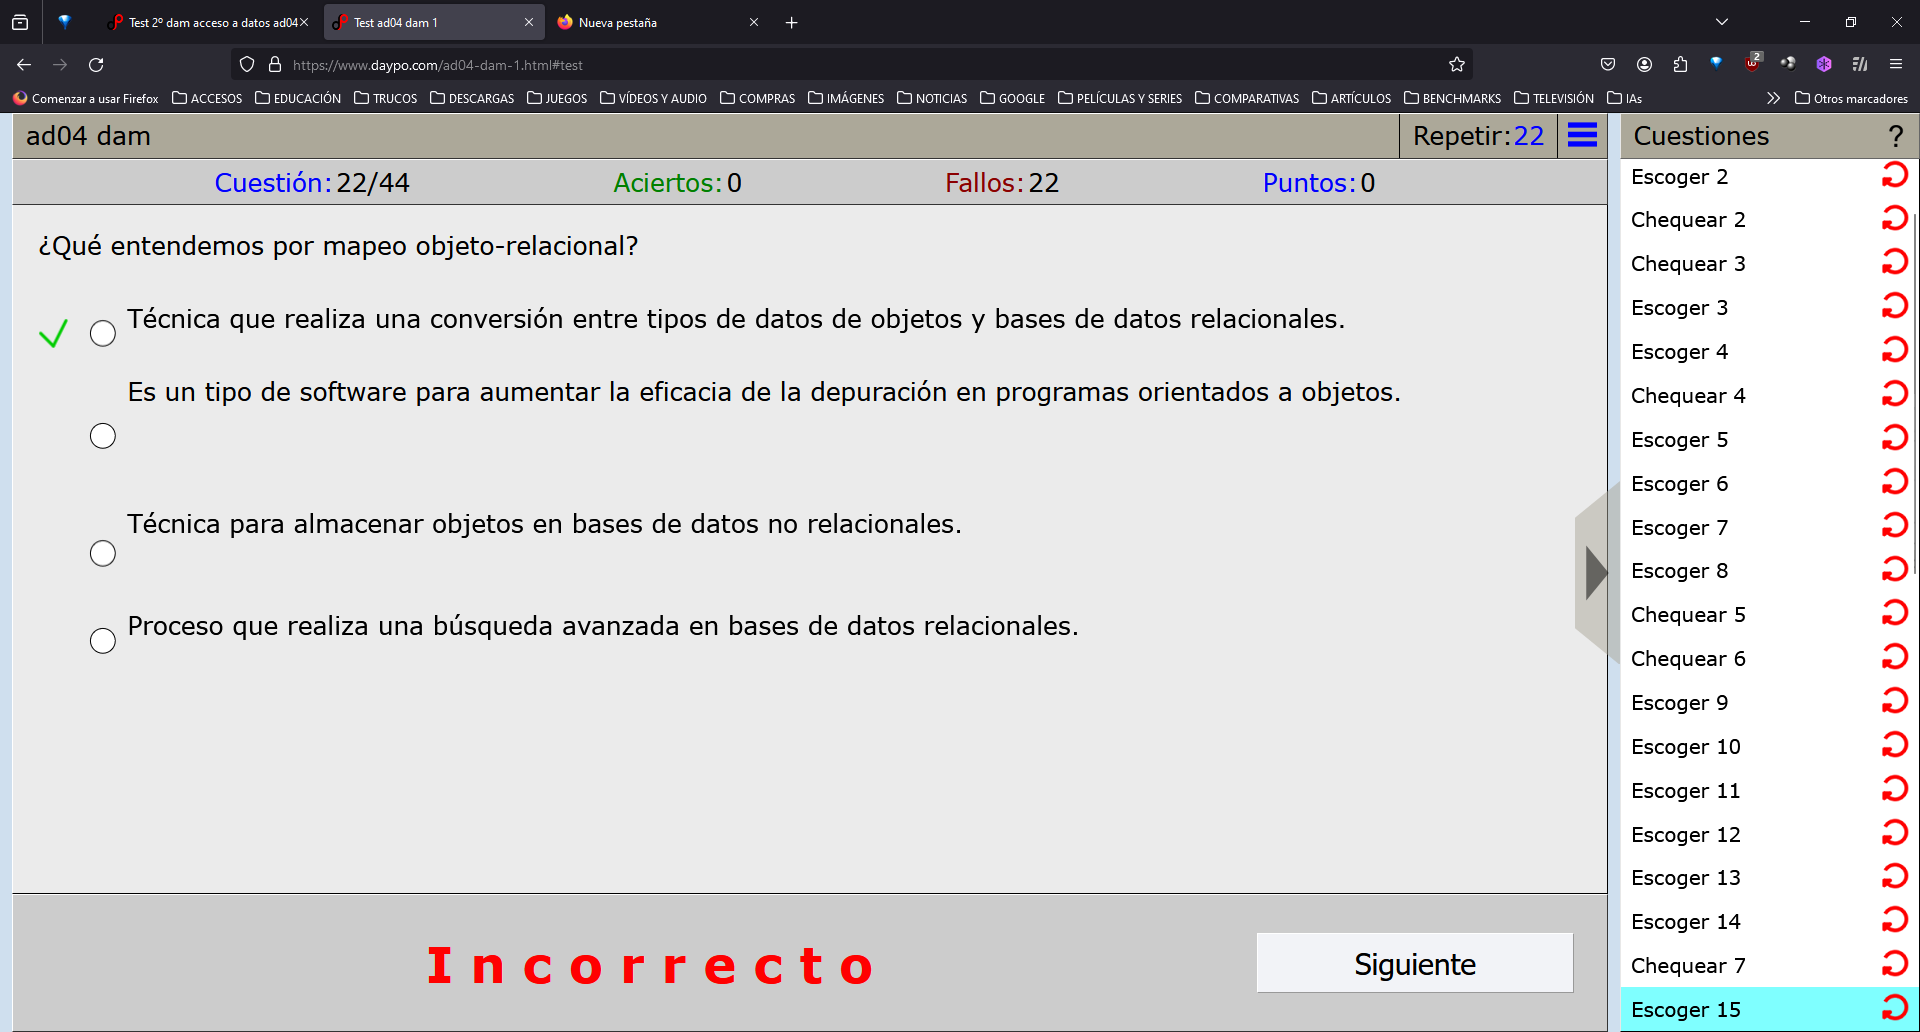 Test 2º dam acceso a datos ad04
Test ad04 dam 1
Nueva pestaña
https://www.daypo.com/ad04-dam-1.html#test
2
Comenzar a usar Firefox ACCESOS EDUCACIÓN TRUCOS DESCARGAS JUEGOS VÍDEOS Y AUDIO COMPRAS IMÁGENES NOTICIAS GOOGLE PELÍCULAS Y SERIES COMPARATIVAS ARTÍCULOS BENCHMARKS TELEVISIÓN IAs Otros marcadores
ad04 dam
Repetir:22
Cuestión:22/44 Aciertos:0 Fallos:22 Puntos:0
¿Qué entendemos por mapeo objeto-relacional?
Técnica que realiza una conversión entre tipos de datos de objetos y bases de datos relacionales.
Es un tipo de software para aumentar la eficacia de la depuración en programas orientados a objetos.
Técnica para almacenar objetos en bases de datos no relacionales.
Proceso que realiza una búsqueda avanzada en bases de datos relacionales.
Incorrecto
Siguiente
Cuestiones ?
Escoger 2
Chequear 2
Chequear 3
Escoger 3
Escoger 4
Chequear 4
Escoger 5
Escoger 6
Escoger 7
Escoger 8
Chequear 5
Chequear 6
Escoger 9
Escoger 10
Escoger 11
Escoger 12
Escoger 13
Escoger 14
Chequear 7
Escoger 15